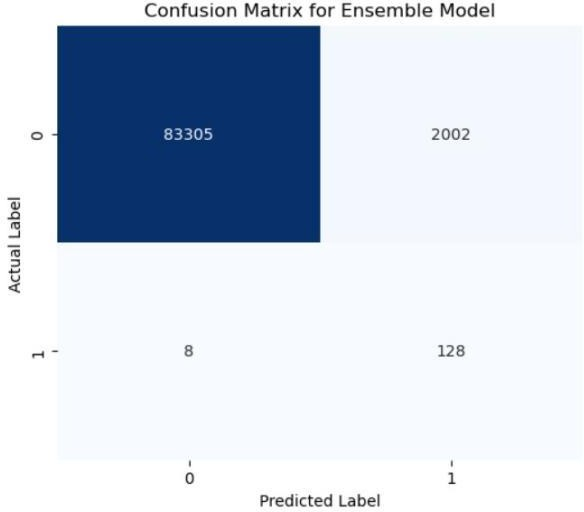 Confusion Matrix for Ensemble Model
0
83305 2002
Actual Label
1
8 128
0 1
Predicted Label